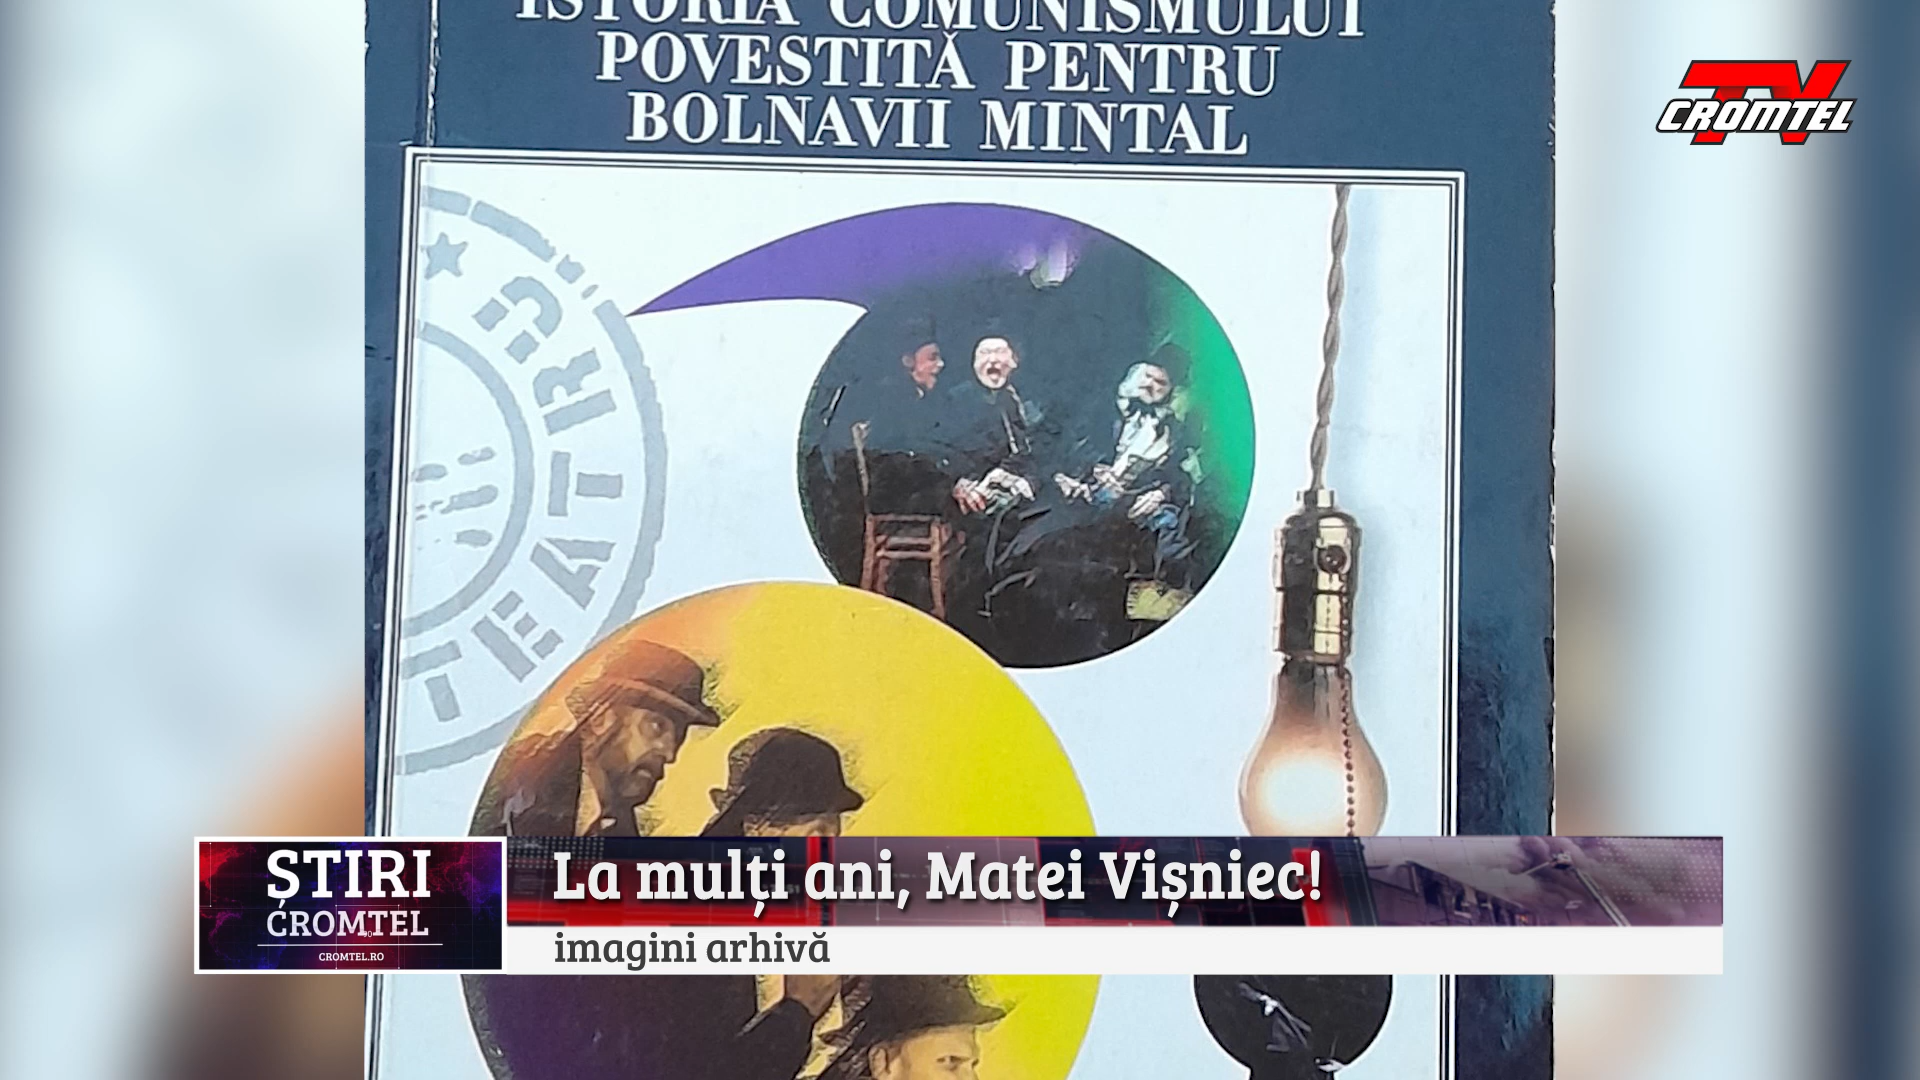 ISTORIA COMUNISMULUI
POVESTITĂ PENTRU
BOLNAVII MINTAL
TV
CROMTEL
TEATRU
ȘTIRI
CROMTEL
CROMTEL.RO
La mulți ani, Matei Vișniec!
imagini arhivă